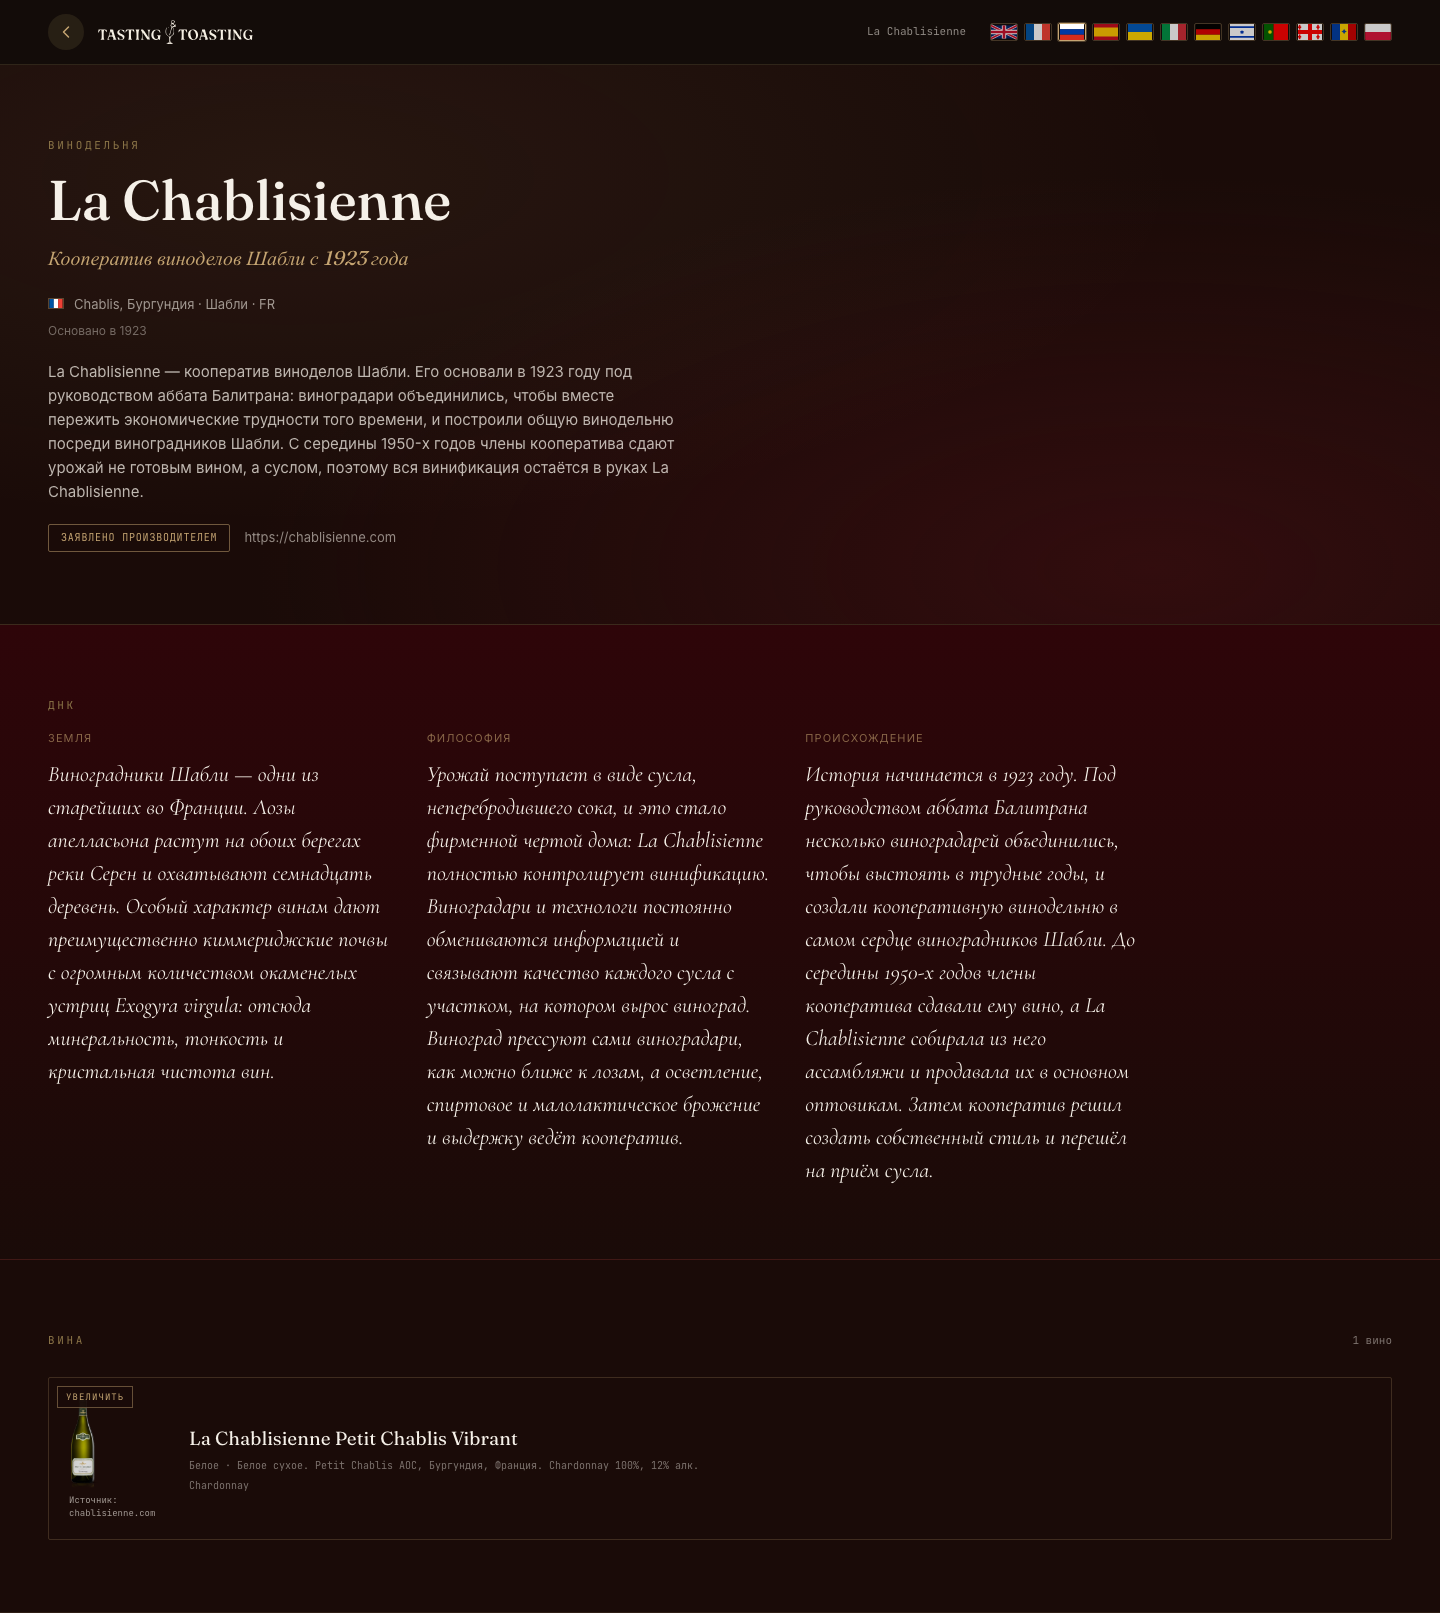 TASTING TOASTING
La Chablisienne
ВИНОДЕЛЬНЯ
La Chablisienne
Кооператив виноделов Шабли с 1923 года
Chablis, Бургундия · Шабли · FR
Основано в 1923
La Chablisienne — кооператив виноделов Шабли. Его основали в 1923 году под
руководством аббата Балитрана: виноградари объединились, чтобы вместе
пережить экономические трудности того времени, и построили общую винодельню
посреди виноградников Шабли. С середины 1950-х годов члены кооператива сдают
урожай не готовым вином, а суслом, поэтому вся винификация остаётся в руках La
Chablisienne.
ЗАЯВЛЕНО ПРОИЗВОДИТЕЛЕМ
https://chablisienne.com
ДНК
ЗЕМЛЯ
Виноградники Шабли — одни из
старейших во Франции. Лозы
апелласьона растут на обоих берегах
реки Серен и охватывают семнадцать
деревень. Особый характер винам дают
преимущественно киммериджские почвы
с огромным количеством окаменелых
устриц Exogyra virgula: отсюда
минеральность, тонкость и
кристальная чистота вин.
ФИЛОСОФИЯ
Урожай поступает в виде сусла,
неперебродившего сока, и это стало
фирменной чертой дома: La Chablisienne
полностью контролирует винификацию.
Виноградари и технологи постоянно
обмениваются информацией и
связывают качество каждого сусла с
участком, на котором вырос виноград.
Виноград прессуют сами виноградари,
как можно ближе к лозам, а осветление,
спиртовое и малолактическое брожение
и выдержку ведёт кооператив.
ПРОИСХОЖДЕНИЕ
История начинается в 1923 году. Под
руководством аббата Балитрана
несколько виноградарей объединились,
чтобы выстоять в трудные годы, и
создали кооперативную винодельню в
самом сердце виноградников Шабли. До
середины 1950-х годов члены
кооператива сдавали ему вино, а La
Chablisienne собирала из него
ассамбляжи и продавала их в основном
оптовикам. Затем кооператив решил
создать собственный стиль и перешёл
на приём сусла.
ВИНА
1 вино
УВЕЛИЧИТЬ
La Chablisienne Petit Chablis Vibrant
Белое · Белое сухое. Petit Chablis AOC, Бургундия, Франция. Chardonnay 100%, 12% алк.
Chardonnay
Источник:
chablisienne.com